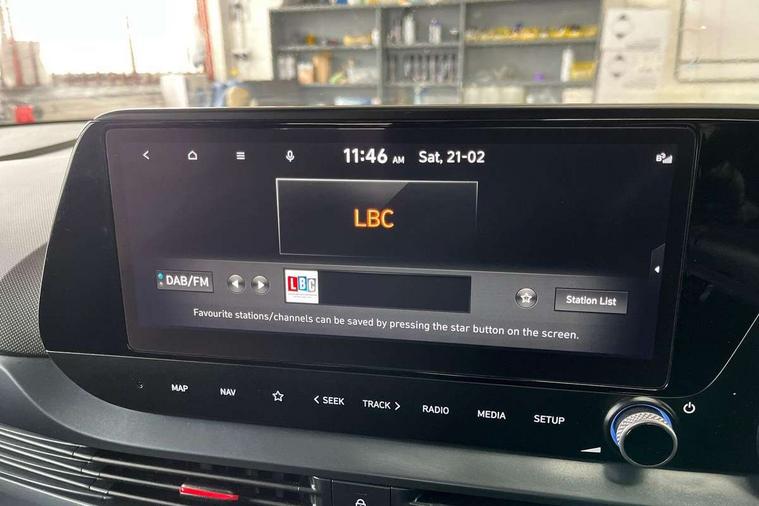 11:46 AM Sat, 21-02
LBC
DAB/FM
LBC
Station List
Favourite stations/channels can be saved by pressing the star button on the screen.
MAP NAV SEEK TRACK RADIO MEDIA SETUP